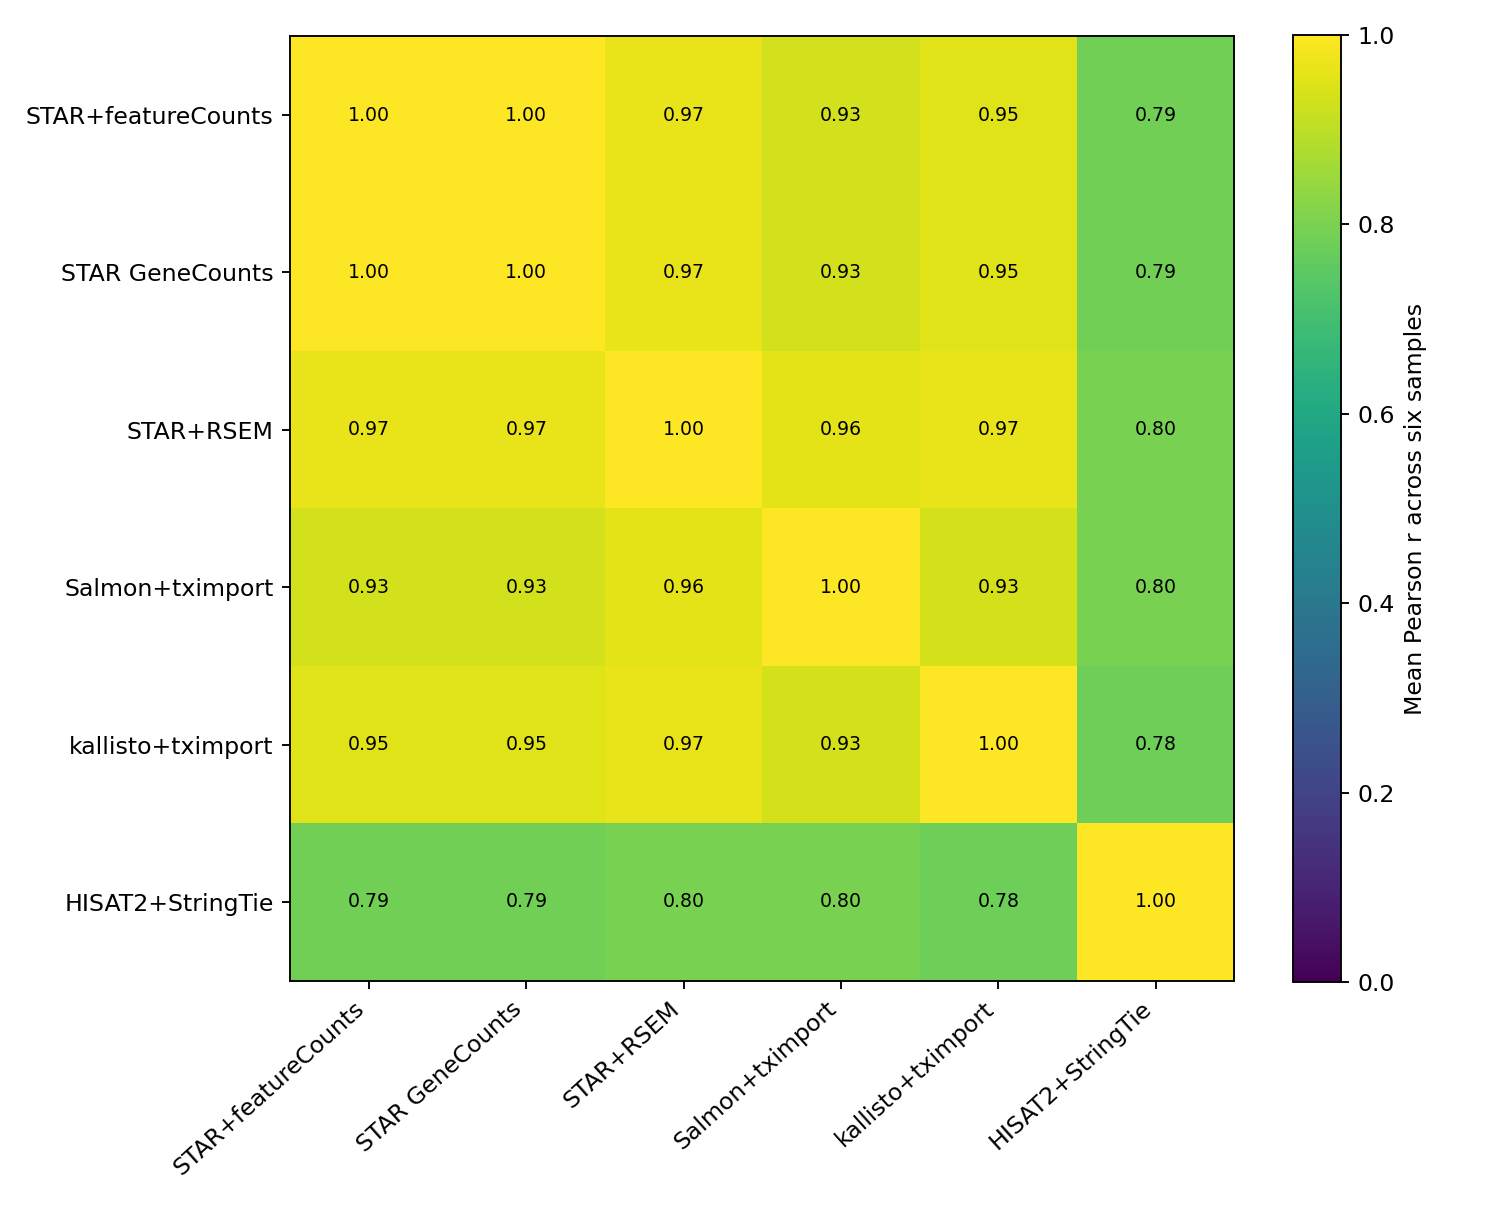 STAR+featureCounts 1.00 1.00 0.97 0.93 0.95 0.79
STAR GeneCounts 1.00 1.00 0.97 0.93 0.95 0.79
STAR+RSEM 0.97 0.97 1.00 0.96 0.97 0.80
Salmon+tximport 0.93 0.93 0.96 1.00 0.93 0.80
kallisto+tximport 0.95 0.95 0.97 0.93 1.00 0.78
HISAT2+StringTie 0.79 0.79 0.80 0.80 0.78 1.00
STAR+featureCounts
STAR GeneCounts
STAR+RSEM
Salmon+tximport
kallisto+tximport
HISAT2+StringTie
1.0
0.8
0.6
0.4
0.2
0.0
Mean Pearson r across six samples